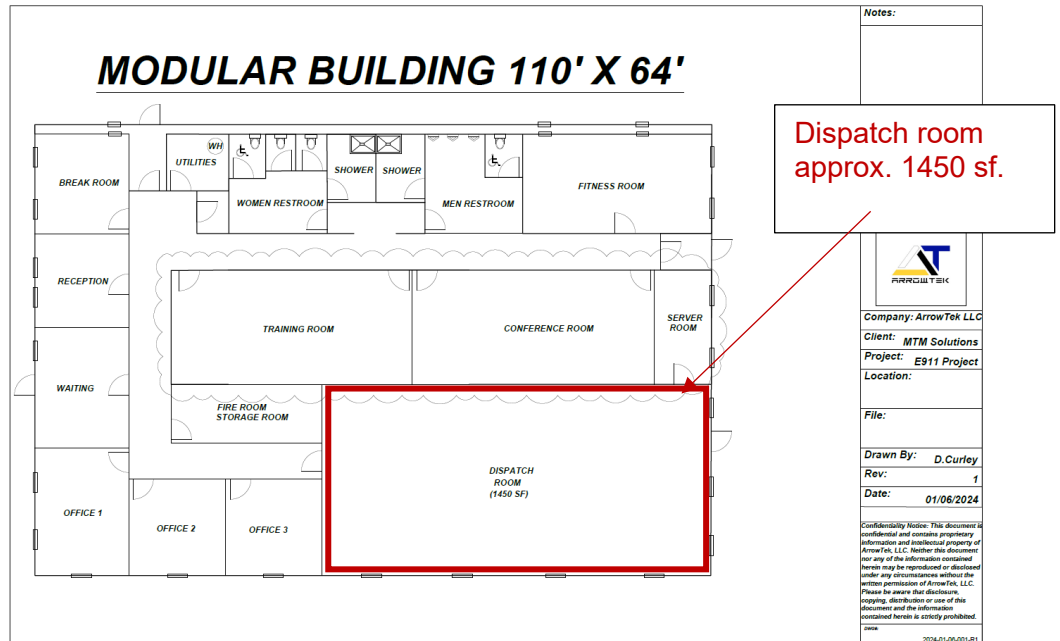 Notes:
MODULAR BUILDING 110' X 64'
Dispatch room
approx. 1450 sf.
WH
UTILITIES
BREAK ROOM
SHOWER
SHOWER
FITNESS ROOM
WOMEN RESTROOM
MEN RESTROOM
RECEPTION
ARROWTEK
Company: ArrowTek LLC
SERVER
ROOM
TRAINING ROOM
CONFERENCE ROOM
Client: MTM Solutions
Project: E911 Project
Location:
WAITING
FIRE ROOM
STORAGE ROOM
File:
Drawn By: D.Curley
DISPATCH
ROOM
(1450 SF)
Rev: 1
Date: 01/06/2024
OFFICE 1
OFFICE 2
OFFICE 3
Confidentiality Notice: This document is
confidential and contains proprietary
information and intellectual property of
ArrowTek, LLC. Neither this document
nor any of the information contained
herein may be reproduced or disclosed
under any circumstances without the
written permission of ArrowTek, LLC.
Please be aware that disclosure,
copying, distribution or use of this
document and the information
contained herein is strictly prohibited.
DWG#:
2024-01-06-001-R1